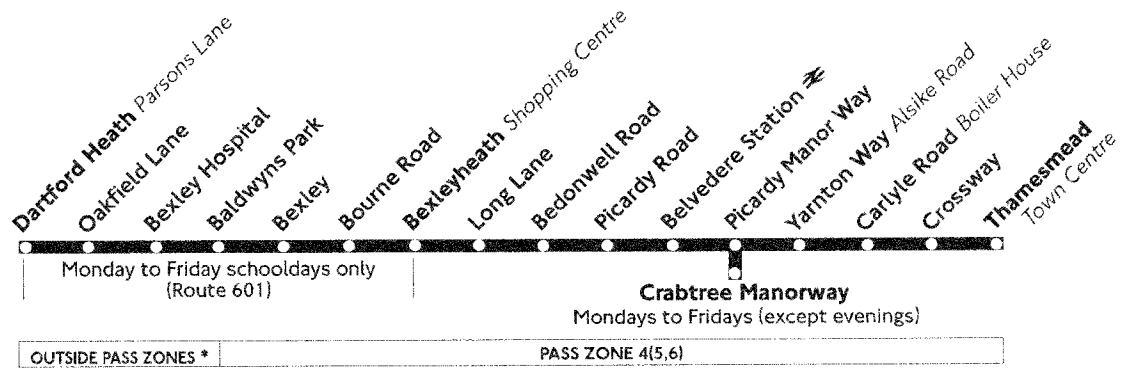 Dartford Heath Parsons Lane
Oakfield Lane
Bexley Hospital
Baldwyns Park
Bexley
Bourne Road
Bexleyheath Shopping Centre
Long Lane
Bedonwell Road
Picardy Road
Belvedere Station
Picardy Manor Way
Yarnton Way Alsike Road
Carlyle Road Boiler House
Crossway
Thamesmead
Town Centre
Monday to Friday schooldays only
(Route 601)
Crabtree Manorway
Mondays to Fridays (except evenings)
OUTSIDE PASS ZONES *
PASS ZONE 4(5,6)